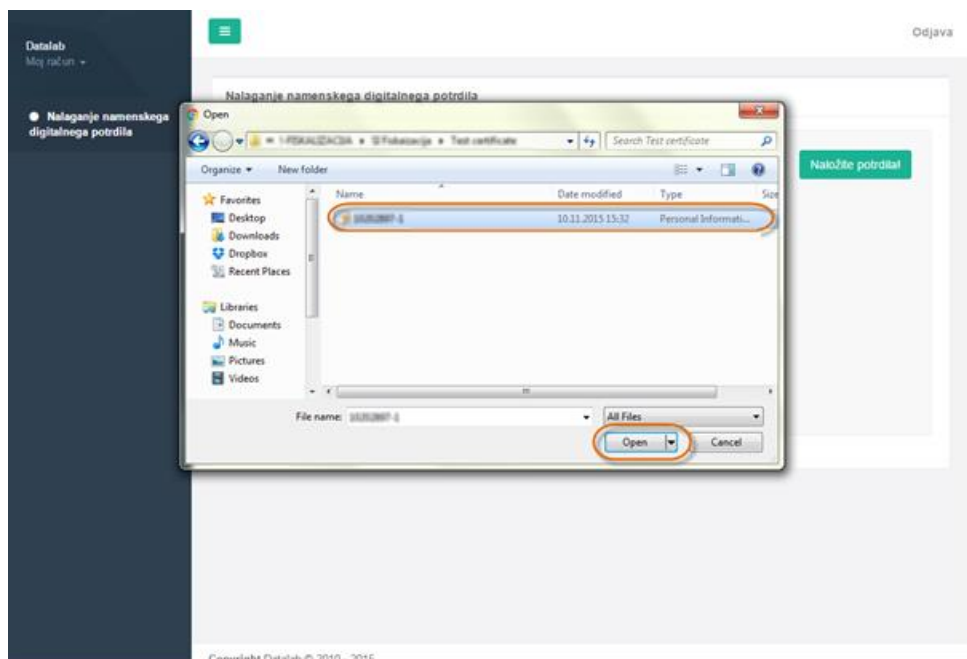 Datalab
Moj račun
Odjava
Nalaganje namenskega
digitalnega potrdila
Nalaganje namenskega digitalnega potrdila
Naložite potrdila!
Open
Search Test certificate
Organize
New folder
Favorites
Desktop
Downloads
Dropbox
Recent Places
Libraries
Documents
Music
Pictures
Videos
Name
Date modified
Type
Size
10.11.2015 15:32
Personal Informati...
File name:
All Files
Open
Cancel
Copyright Datalab © 2010 - 2015